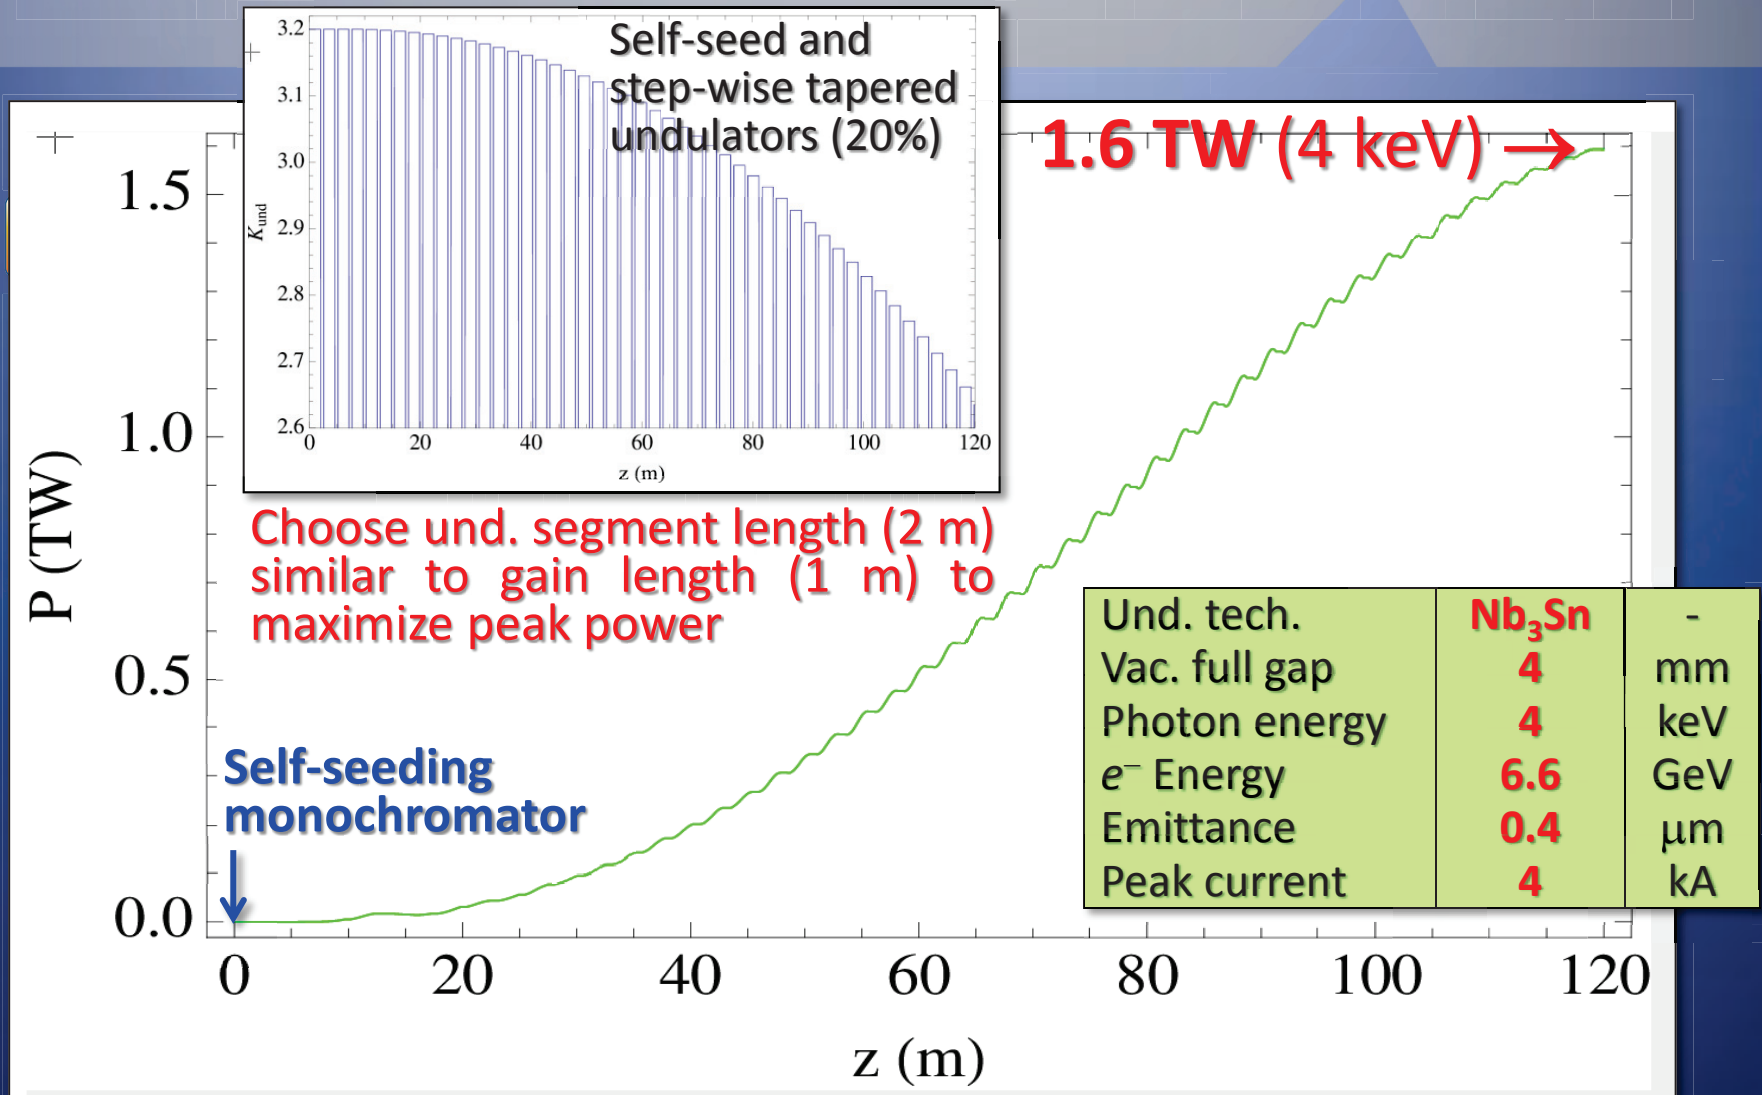 3.2
3.1
3.0
2.9
2.8
2.7
2.6
K_und
0 20 40 60 80 100 120
z (m)
Self-seed and
step-wise tapered
undulators (20%)
1.6 TW (4 keV) →
Choose und. segment length (2 m)
similar to gain length (1 m) to
maximize peak power
1.5
1.0
0.5
0.0
P (TW)
Self-seeding
monochromator
Und. tech. Nb₃Sn -
Vac. full gap 4 mm
Photon energy 4 keV
e⁻ Energy 6.6 GeV
Emittance 0.4 μm
Peak current 4 kA
0 20 40 60 80 100 120
z (m)